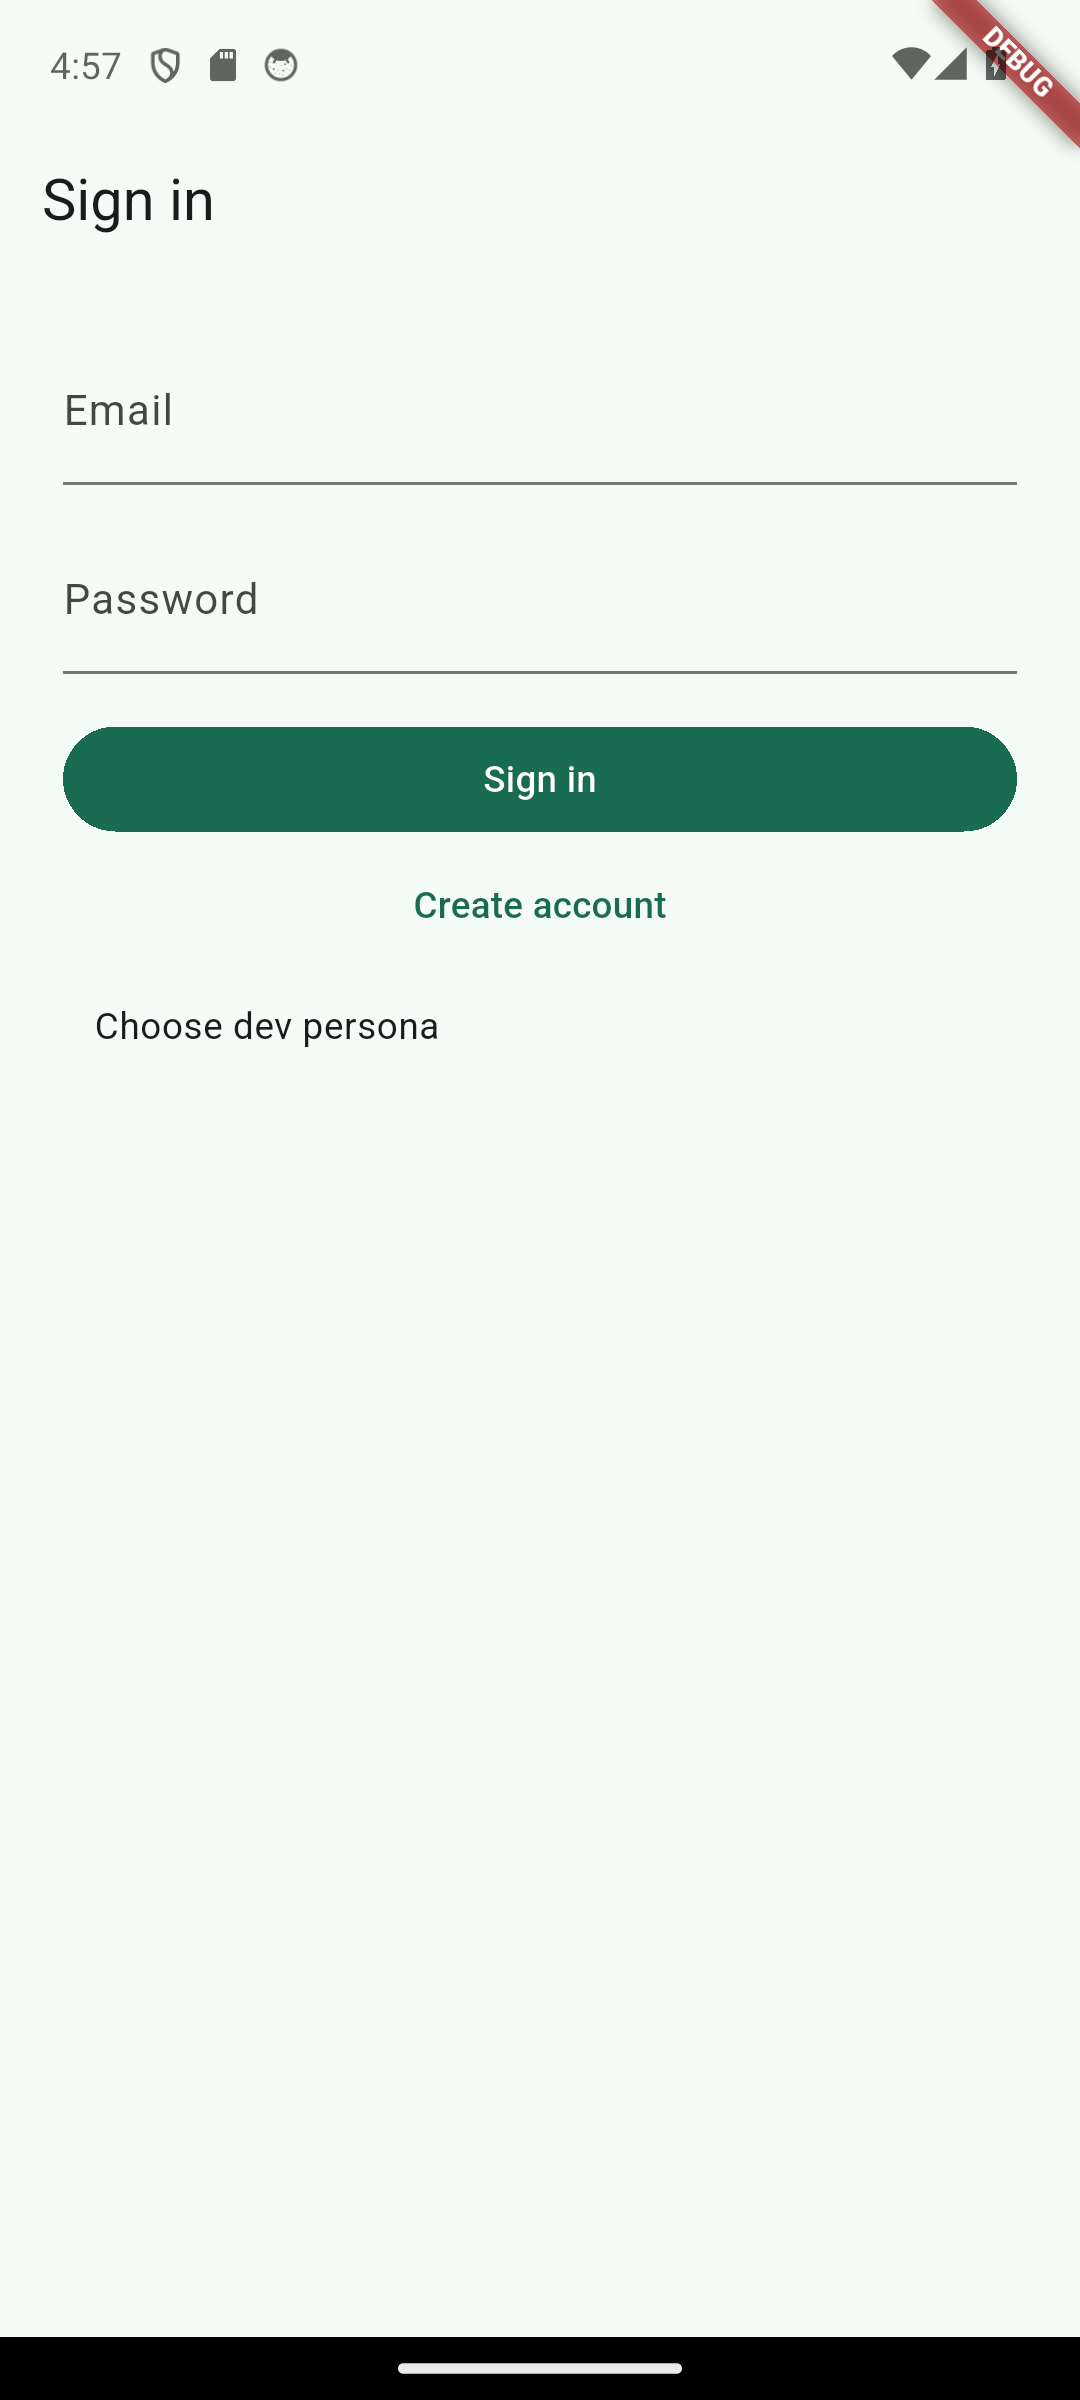 4:57
DEBUG
Sign in
Email
Password
Sign in
Create account
Choose dev persona